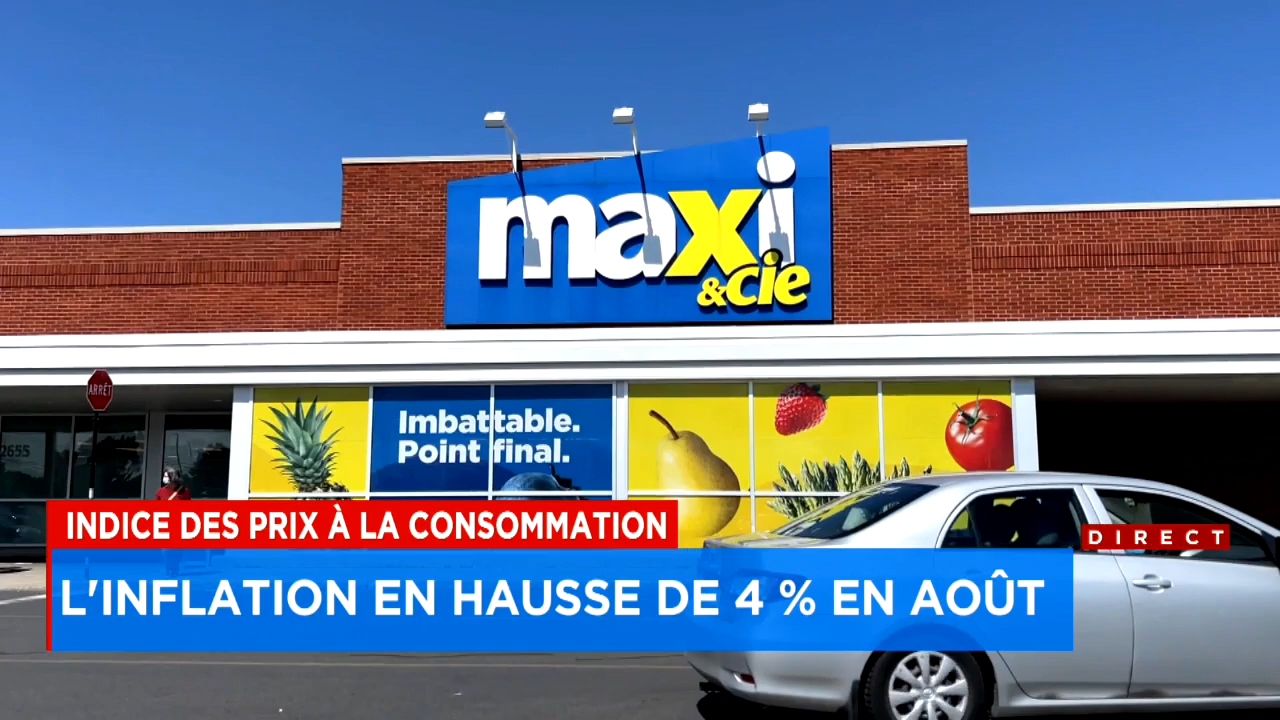 maxi
&cie
ARRÊT
2655
Imbattable.
Point final.
INDICE DES PRIX À LA CONSOMMATION
DIRECT
L'INFLATION EN HAUSSE DE 4 % EN AOÛT